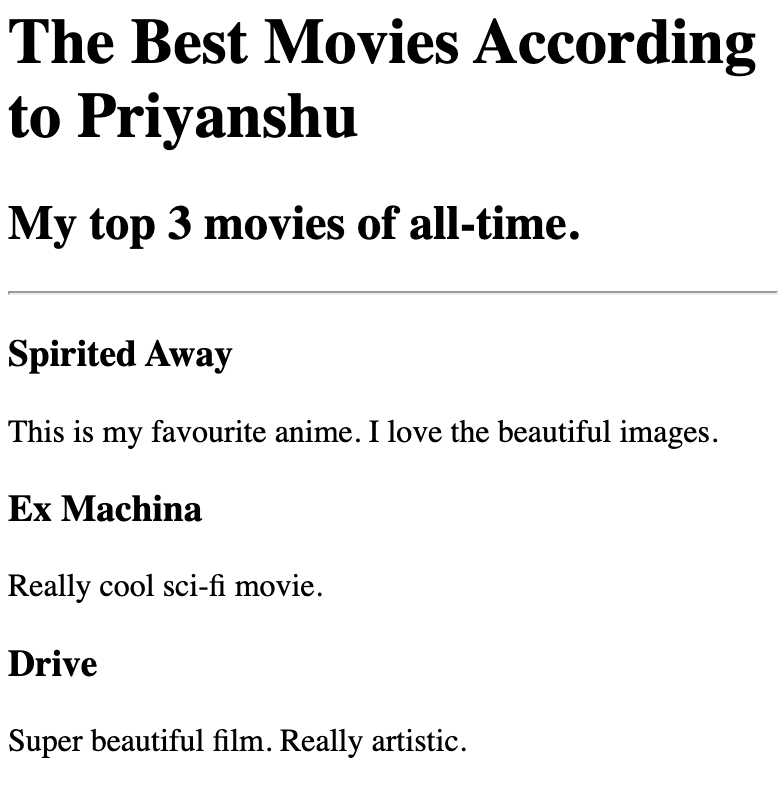 The Best Movies According
to Priyanshu
My top 3 movies of all-time.
Spirited Away
This is my favourite anime. I love the beautiful images.
Ex Machina
Really cool sci-fi movie.
Drive
Super beautiful film. Really artistic.